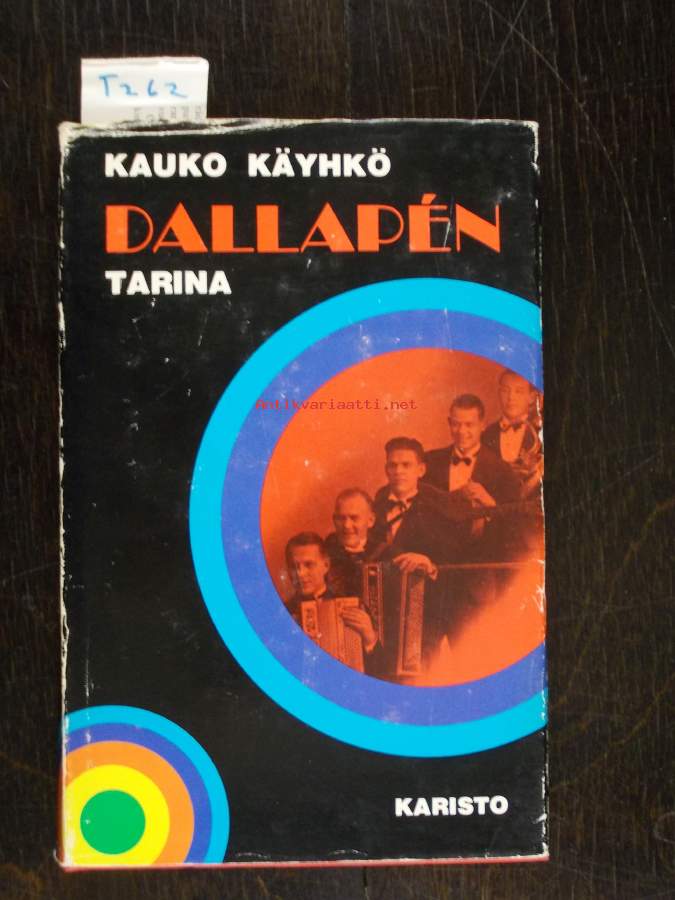 T262
KAUKO KÄYHKÖ
DALLAPÉN
TARINA
Antikvariaatti.net
KARISTO